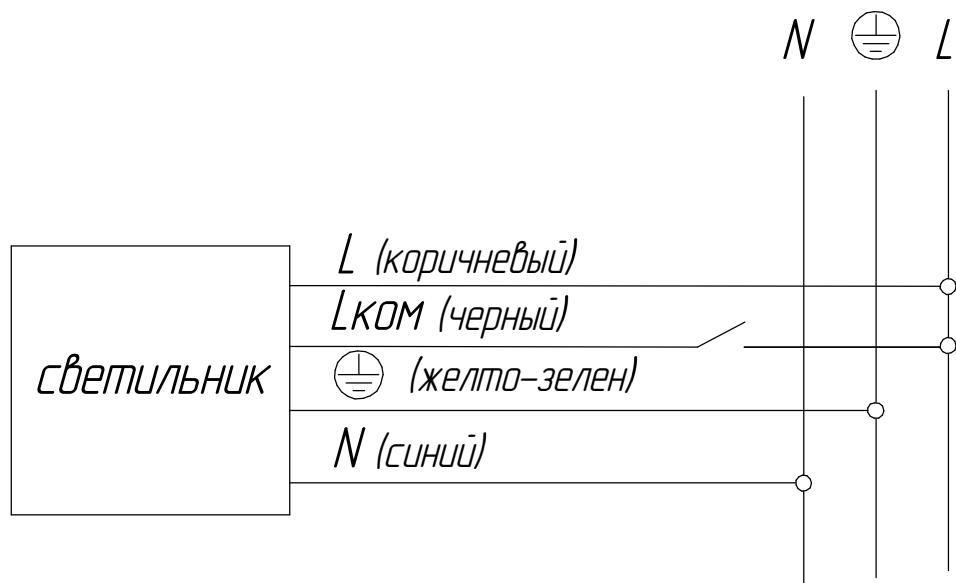 N ⏚ L
L (коричневый)
Lком (черный)
⏚ (желто-зелен)
светильник
N (синий)